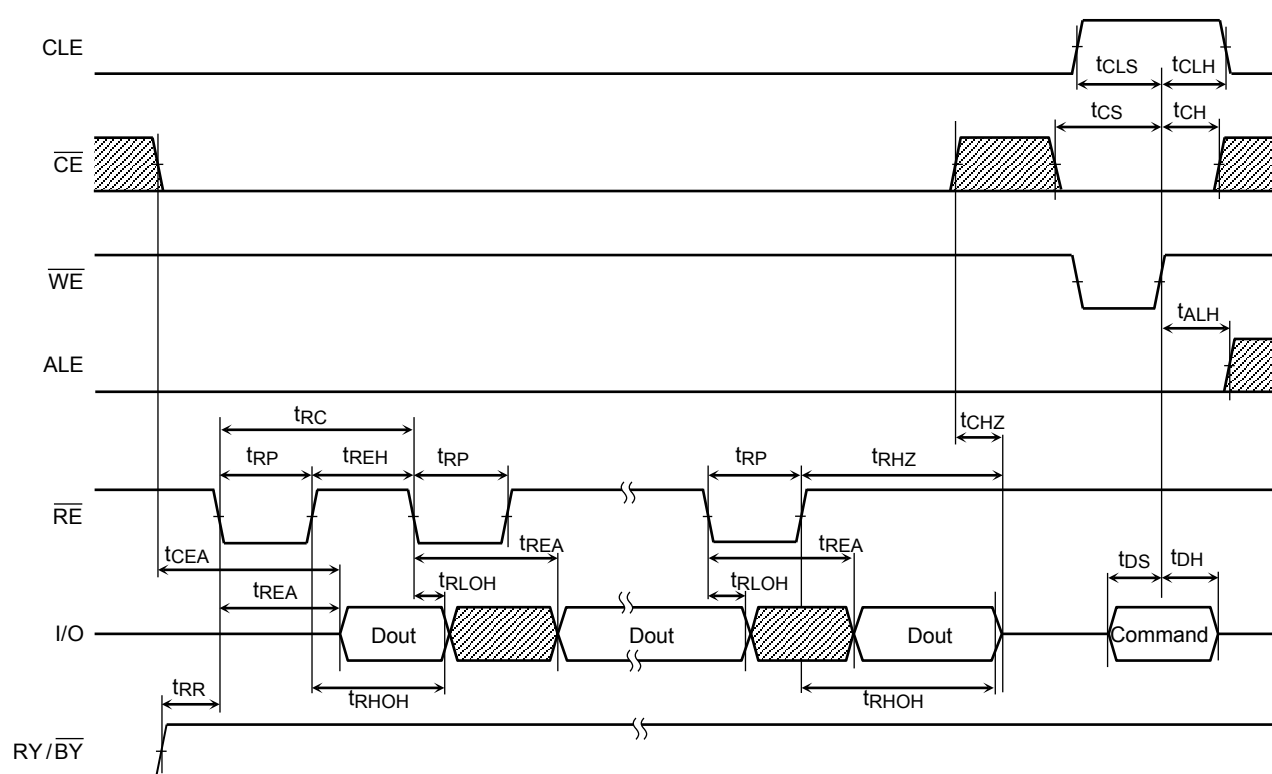 CLE
tCLS tCLH
tCS tCH
CE
WE
tALH
ALE
tCHZ
tRC
tRP tREH tRP tRP tRHZ
RE
tCEA tREA tREA
tDS tDH
tREA tRLOH tRLOH
I/O Dout Dout Dout Command
tRR tRHOH tRHOH
RY/BY